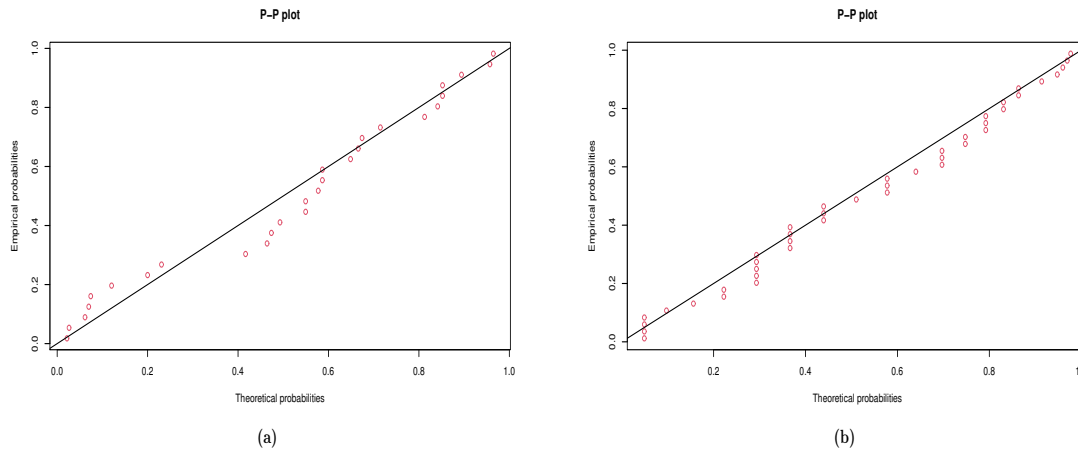 P–P plot
Empirical probabilities
1.0
0.8
0.6
0.4
0.2
0.0
0.0 0.2 0.4 0.6 0.8 1.0
Theoretical probabilities
(a)
P–P plot
Empirical probabilities
1.0
0.8
0.6
0.4
0.2
0.0
0.2 0.4 0.6 0.8 1
Theoretical probabilities
(b)